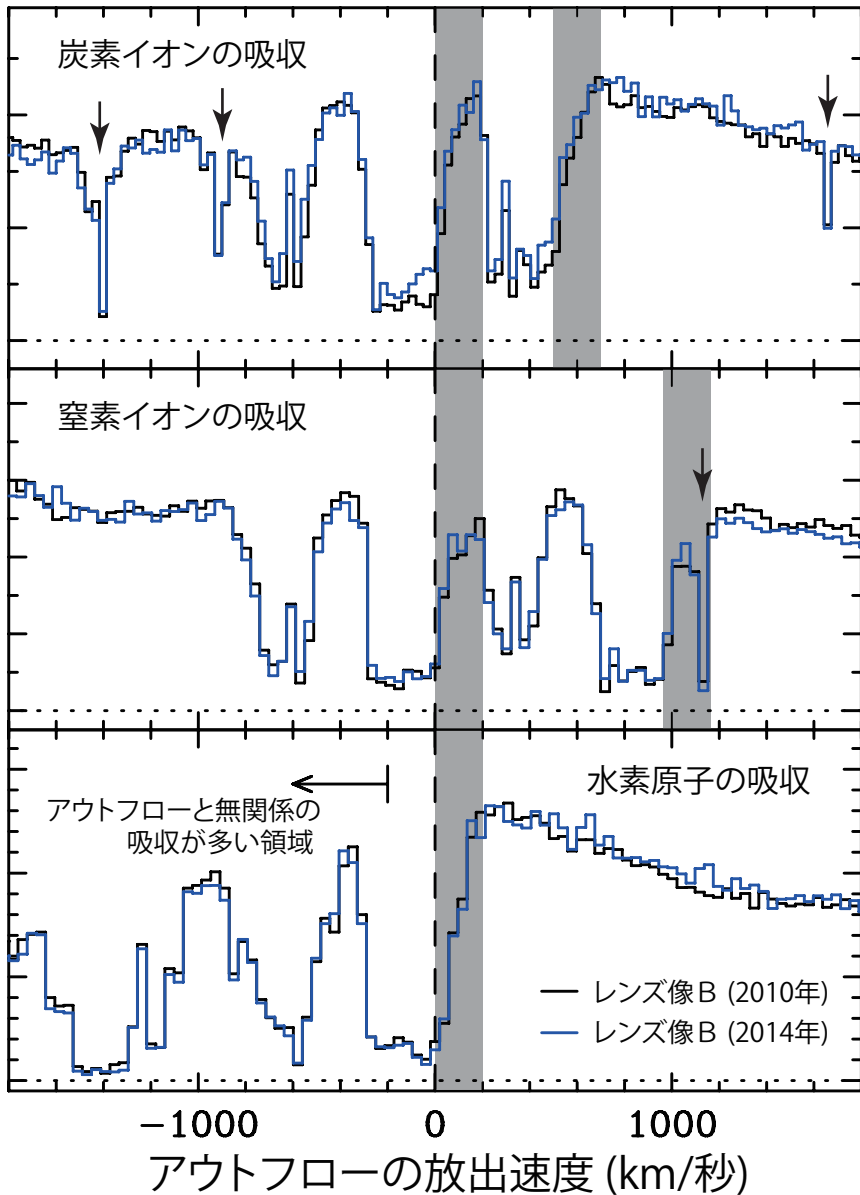 炭素イオンの吸収
窒素イオンの吸収
水素原子の吸収
アウトフローと無関係の
吸収が多い領域
レンズ像B (2010年)
レンズ像B (2014年)
−1000 0 1000
アウトフローの放出速度 (km/秒)